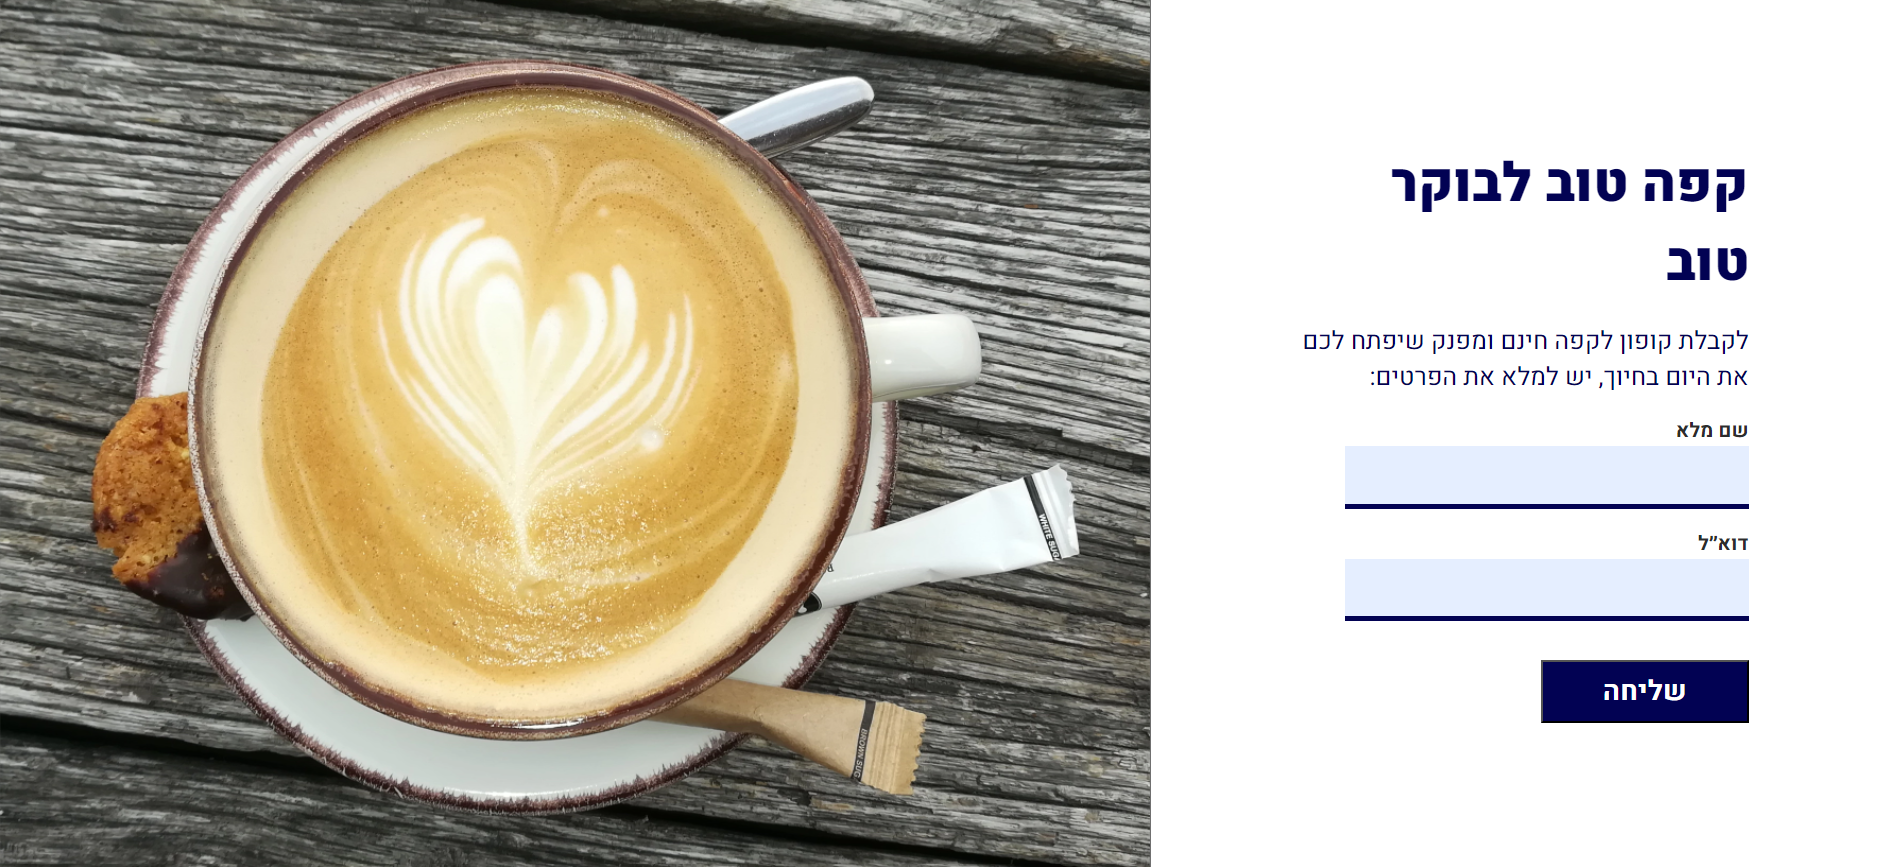 קפה טוב לבוקר
טוב
לקבלת קופון לקפה חינם ומפנק שיפתח לכם
את היום בחיוך, יש למלא את הפרטים:
שם מלא
דוא״ל
שליחה
WHITE SUGA
BROWN SUG